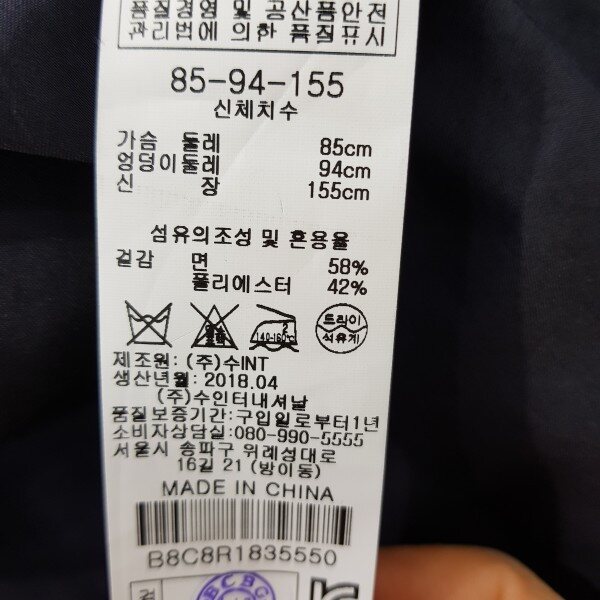 품질경영 및 공산품안전
관리법에 의한 품질표시
85-94-155
신체치수
가슴 둘레 85cm
엉덩이둘레 94cm
신 장 155cm
섬유의조성 및 혼용율
겉감 면 58%
폴리에스터 42%
2
140-160℃
드라이
석유계
제조원: (주)수INT
생산년월: 2018.04
(주)수인터내셔날
품질보증기간: 구입일로부터1년
소비자상담실: 080-990-5555
서울시 송파구 위례성대로
16길 21 (방이동)
MADE IN CHINA
B8C8R1835550
BCBG